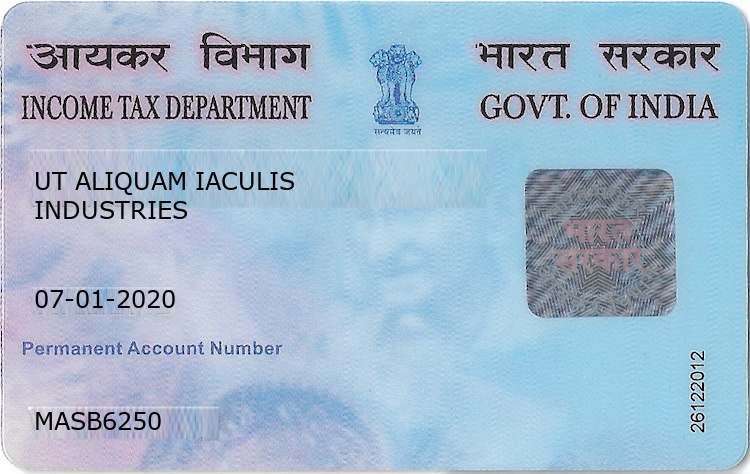 आयकर विभाग
भारत सरकार
INCOME TAX DEPARTMENT
GOVT. OF INDIA
सत्यमेव जयते
UT ALIQUAM IACULIS
INDUSTRIES
भारत
सरकार
07-01-2020
Permanent Account Number
MASB6250
26122012